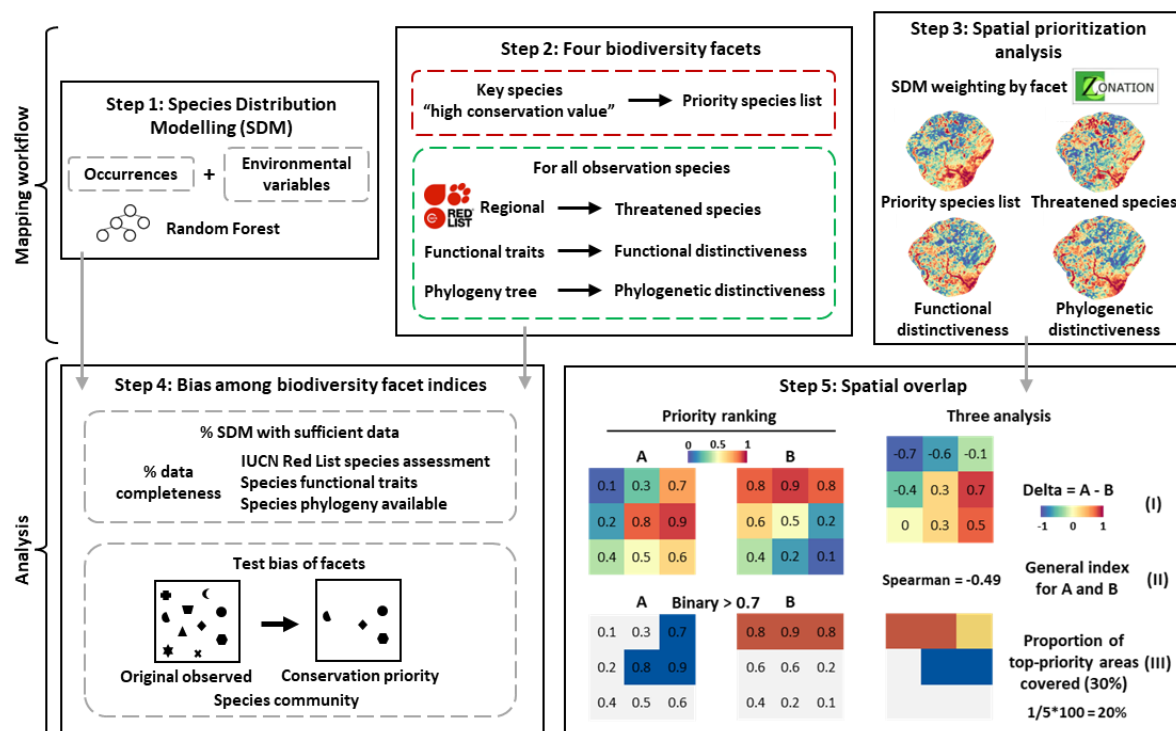 Mapping workflow
Step 1: Species Distribution
Modelling (SDM)
Occurrences
+
Environmental
variables
Random Forest
Step 2: Four biodiversity facets
Key species
“high conservation value”
Priority species list
For all observation species
RED
LIST
Regional
Threatened species
Functional traits
Functional distinctiveness
Phylogeny tree
Phylogenetic distinctiveness
Step 3: Spatial prioritization
analysis
SDM weighting by facet
ZONATION
Priority species list
Threatened species
Functional
distinctiveness
Phylogenetic
distinctiveness
Analysis
Step 4: Bias among biodiversity facet indices
% SDM with sufficient data
% data
completeness
IUCN Red List species assessment
Species functional traits
Species phylogeny available
Test bias of facets
Original observed
Conservation priority
Species community
Step 5: Spatial overlap
Priority ranking
0 0.5 1
A
0.1 0.3 0.7
0.2 0.8 0.9
0.4 0.5 0.6
B
0.8 0.9 0.8
0.6 0.5 0.2
0.4 0.2 0.1
Three analysis
-0.7 -0.6 -0.1
-0.4 0.3 0.7
0 0.3 0.5
Delta = A - B
-1 0 1
(I)
Spearman = -0.49
General index
for A and B
(II)
A Binary > 0.7 B
0.1 0.3 0.7
0.2 0.8 0.9
0.4 0.5 0.6
0.8 0.9 0.8
0.6 0.6 0.2
0.4 0.2 0.1
Proportion of
top-priority areas
covered (30%)
(III)
1/5*100 = 20%